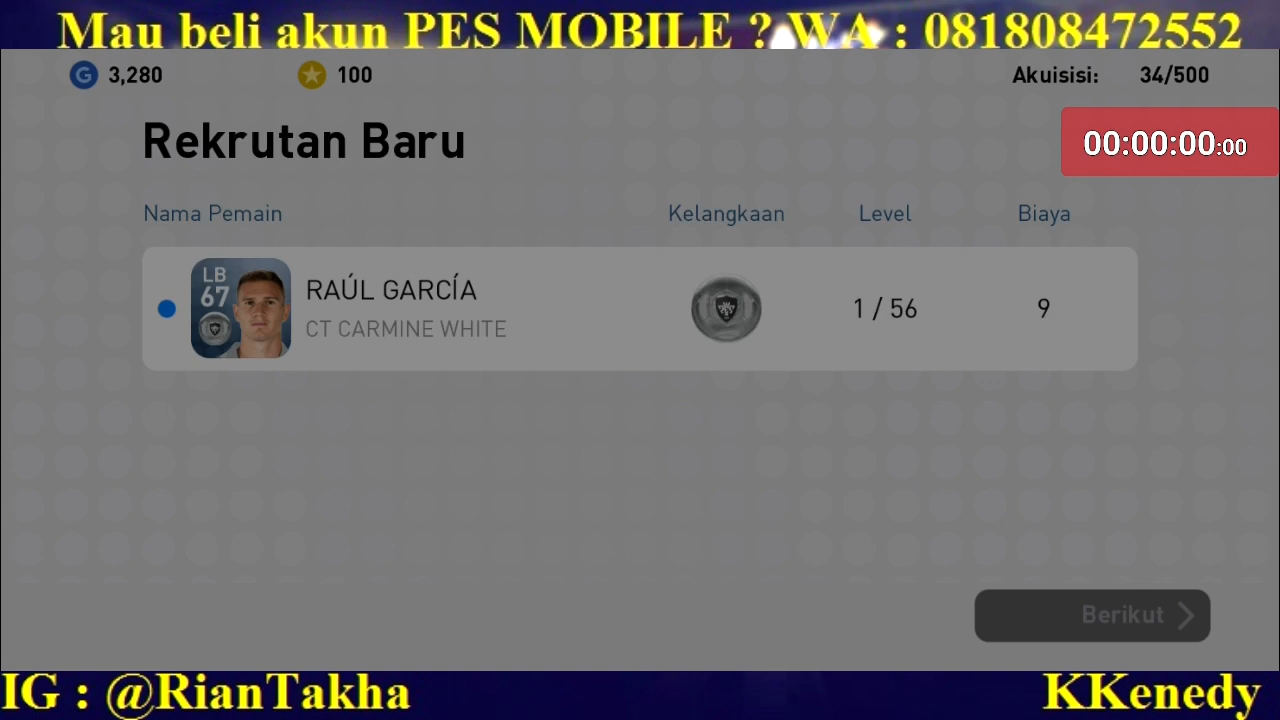 Mau beli akun PES MOBILE ? WA : 081808472552
G 3,280 100 Akuisisi: 34/500
Rekrutan Baru
00:00:00:00
Nama Pemain Kelangkaan Level Biaya
LB
67
RAÚL GARCÍA
CT CARMINE WHITE
1 / 56 9
Berikut
IG : @RianTakha KKenedy